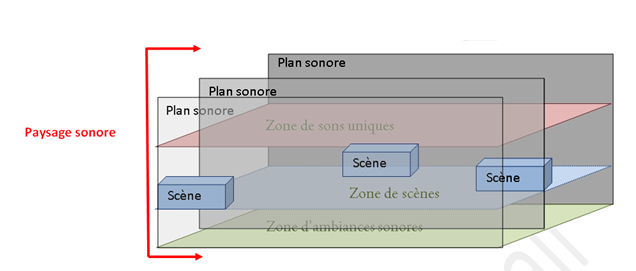 Plan sonore
Plan sonore
Plan sonore
Paysage sonore
Zone de sons uniques
Scène
Scène
Scène
Zone de scènes
Zone d'ambiances sonores